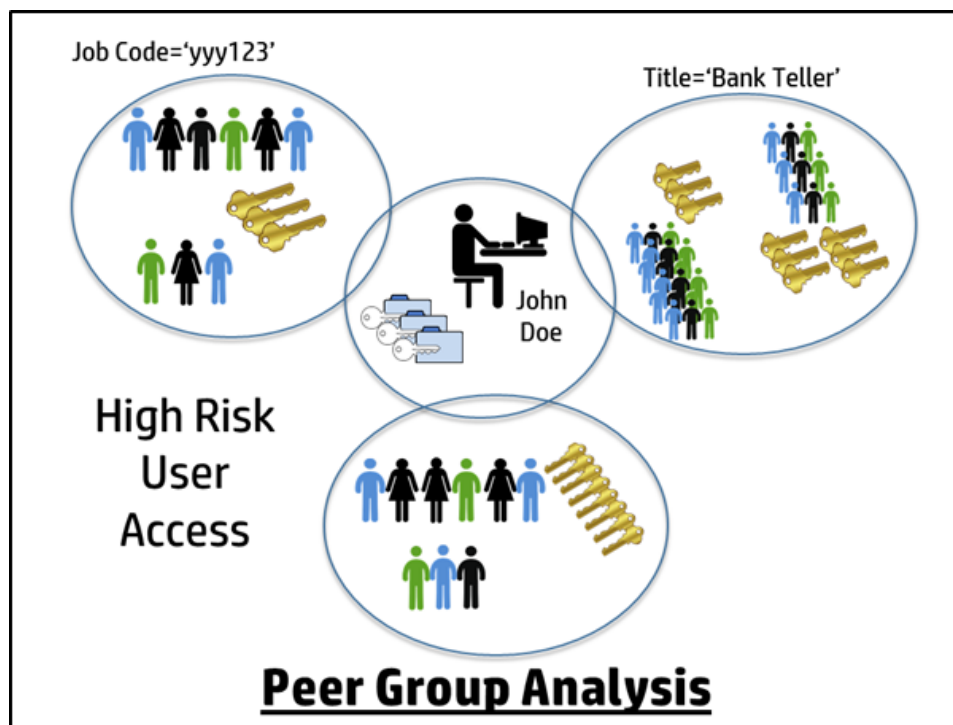 Job Code=‘yyy123’
Title=‘Bank Teller’
John
Doe
High Risk
User
Access
Peer Group Analysis